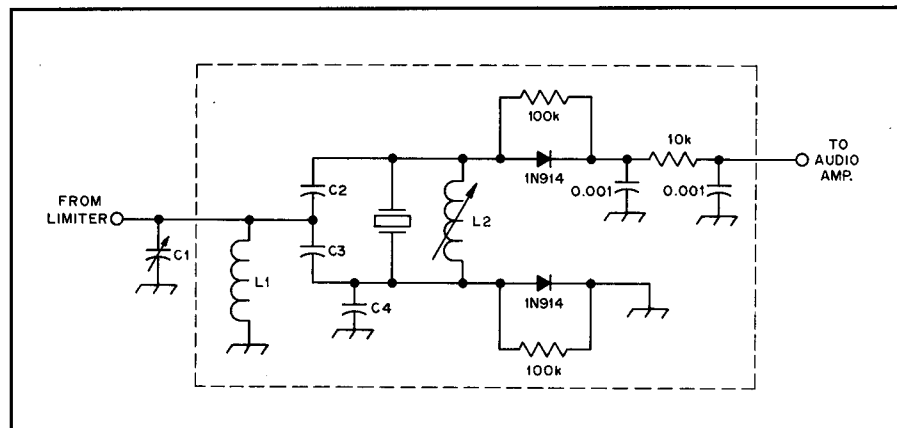 100k
10k
TO
AUDIO
AMP.
1N914
0.001
0.001
C2
FROM
LIMITER
C1
L1
C3
L2
C4
1N914
100k